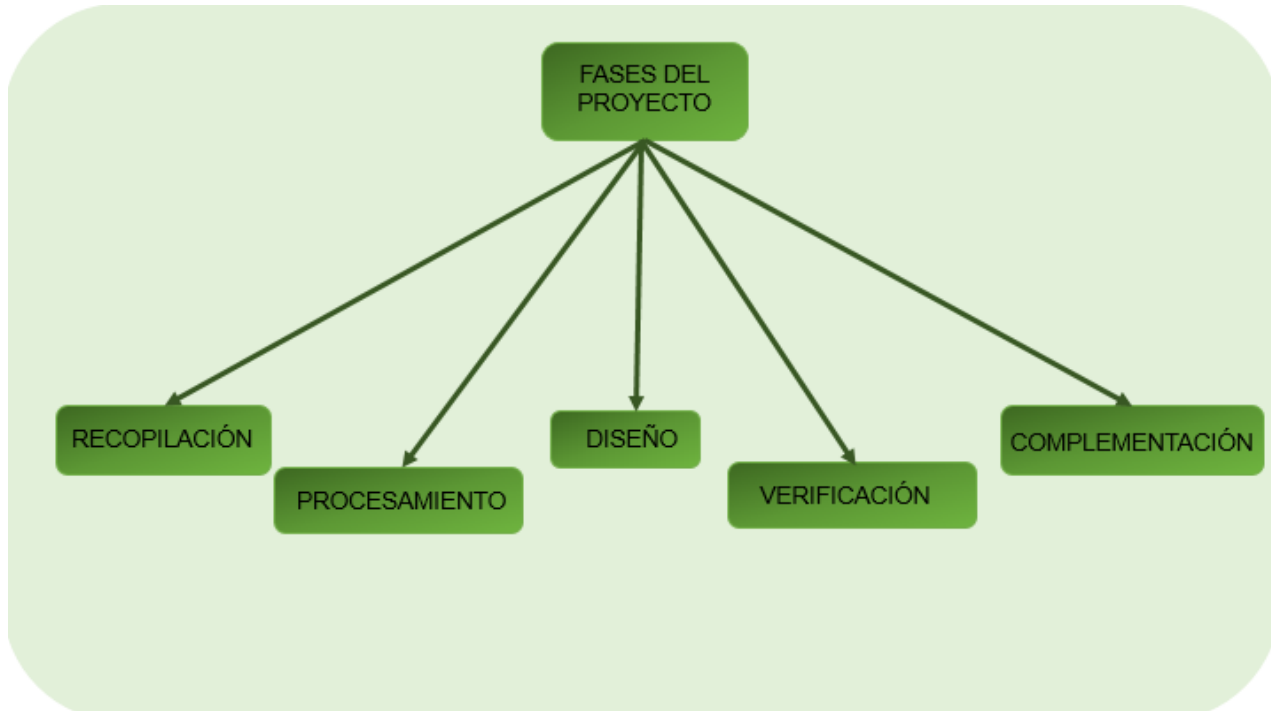 FASES DEL
PROYECTO
RECOPILACIÓN
PROCESAMIENTO
DISEÑO
VERIFICACIÓN
COMPLEMENTACIÓN